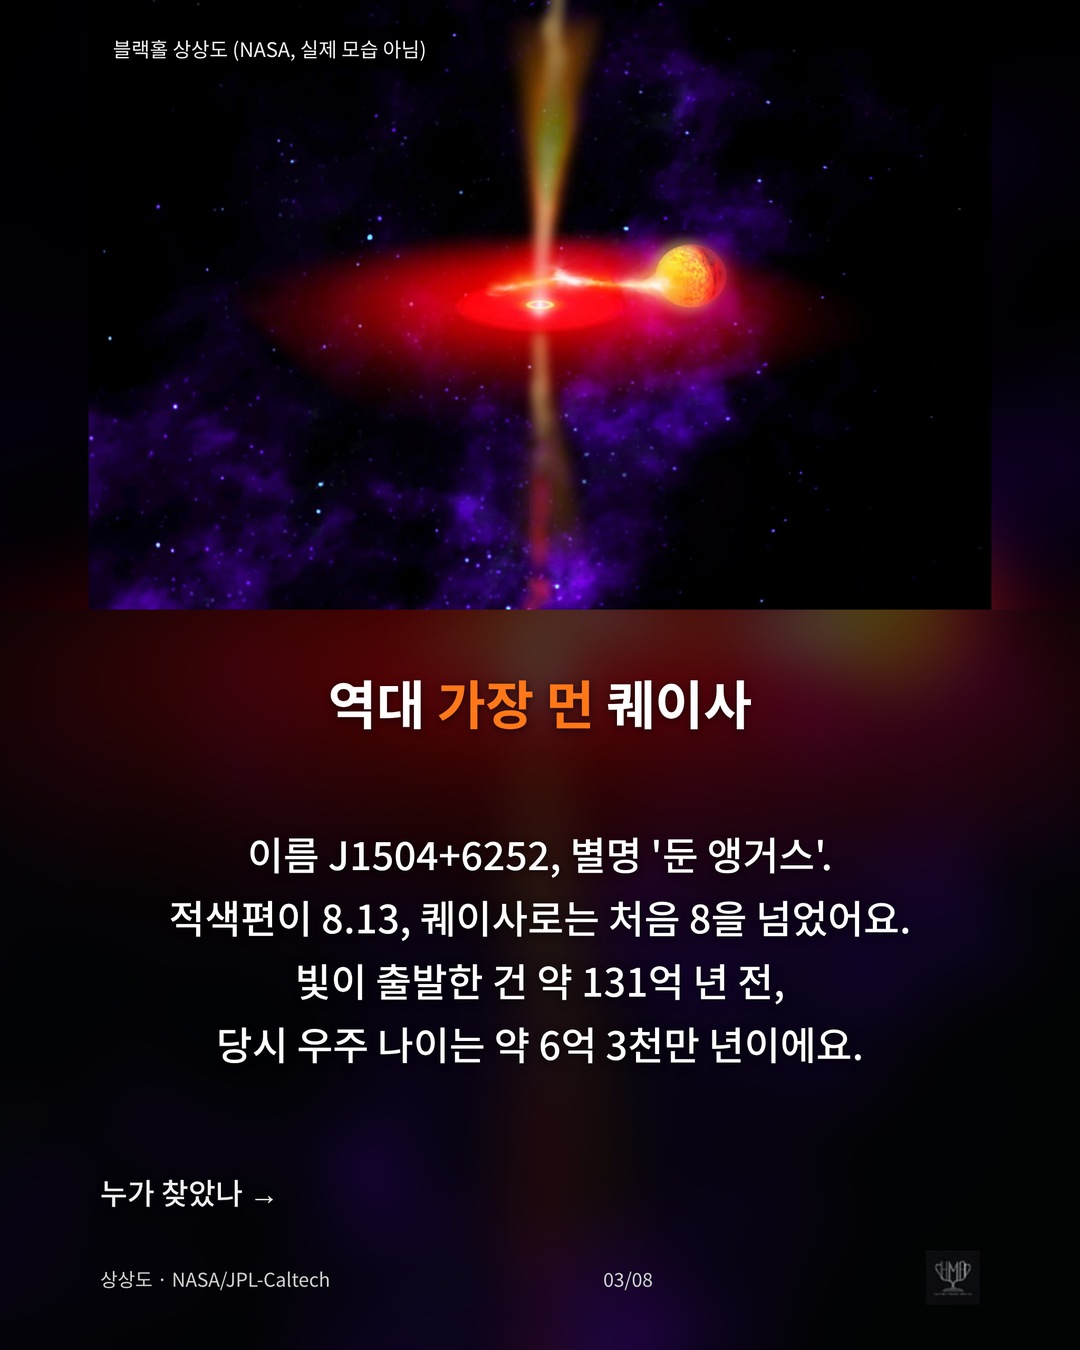 블랙홀 상상도 (NASA, 실제 모습 아님)
역대 가장 먼 퀘이사
이름 J1504+6252, 별명 '둔 앵거스'.
적색편이 8.13, 퀘이사로는 처음 8을 넘었어요.
빛이 출발한 건 약 131억 년 전,
당시 우주 나이는 약 6억 3천만 년이에요.
누가 찾았나 →
상상도 · NASA/JPL-Caltech
03/08